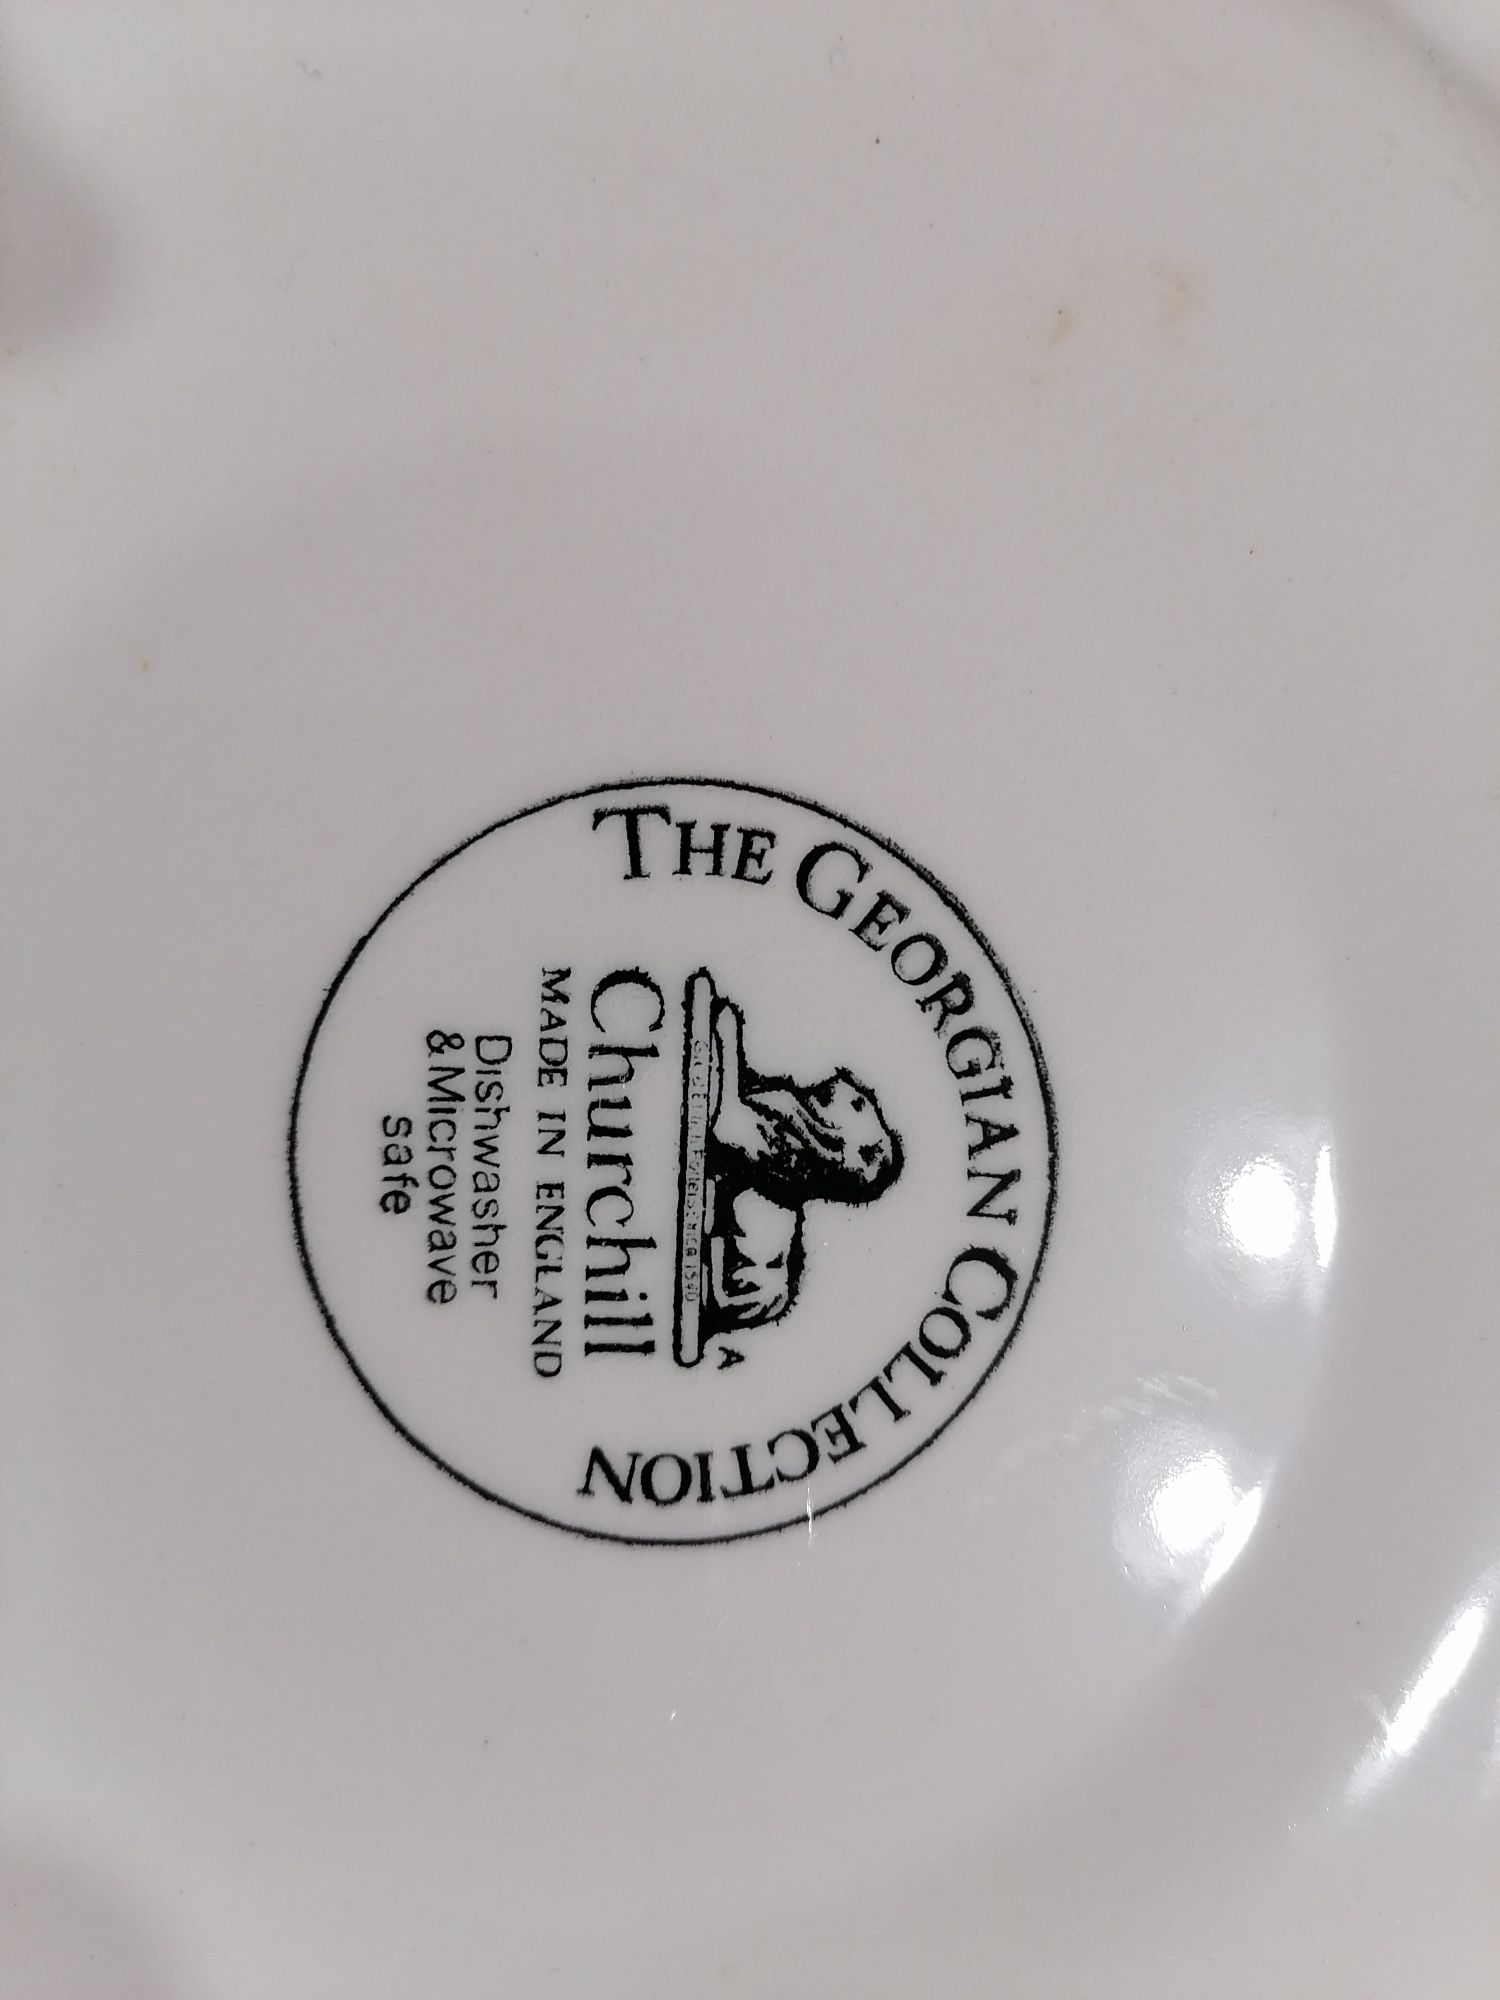 THE GEORGIAN COLLECTION
A
Churchill
MADE IN ENGLAND
Dishwasher
& Microwave
safe